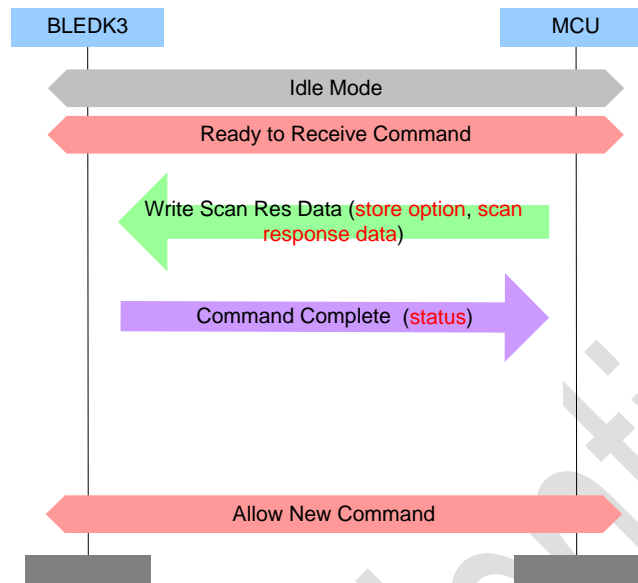 BLEDK3
MCU
Idle Mode
Ready to Receive Command
Write Scan Res Data (store option, scan
response data)
Command Complete (status)
Allow New Command